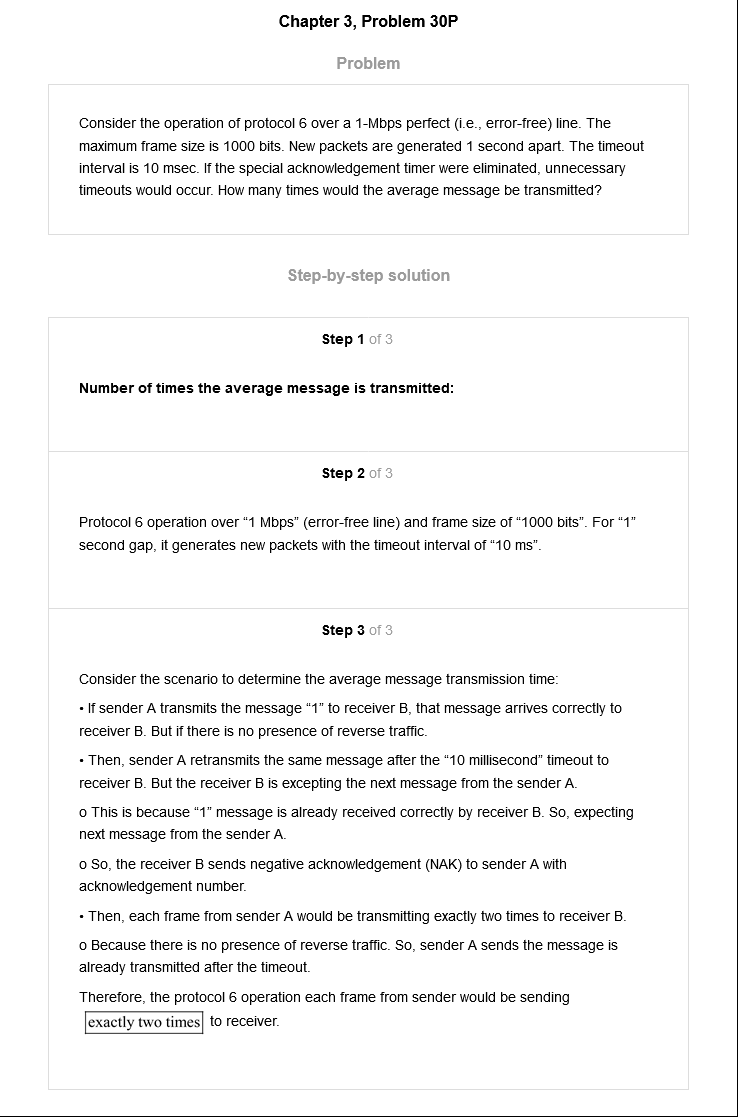 Chapter 3, Problem 30P
Problem
Consider the operation of protocol 6 over a 1-Mbps perfect (i.e., error-free) line. The
maximum frame size is 1000 bits. New packets are generated 1 second apart. The timeout
interval is 10 msec. If the special acknowledgement timer were eliminated, unnecessary
timeouts would occur. How many times would the average message be transmitted?
Step-by-step solution
Step 1 of 3
Number of times the average message is transmitted:
Step 2 of 3
Protocol 6 operation over “1 Mbps” (error-free line) and frame size of “1000 bits”. For “1”
second gap, it generates new packets with the timeout interval of “10 ms”.
Step 3 of 3
Consider the scenario to determine the average message transmission time:
• If sender A transmits the message “1” to receiver B, that message arrives correctly to
receiver B. But if there is no presence of reverse traffic.
• Then, sender A retransmits the same message after the “10 millisecond” timeout to
receiver B. But the receiver B is excepting the next message from the sender A.
o This is because “1” message is already received correctly by receiver B. So, expecting
next message from the sender A.
o So, the receiver B sends negative acknowledgement (NAK) to sender A with
acknowledgement number.
• Then, each frame from sender A would be transmitting exactly two times to receiver B.
o Because there is no presence of reverse traffic. So, sender A sends the message is
already transmitted after the timeout.
Therefore, the protocol 6 operation each frame from sender would be sending
exactly two times to receiver.